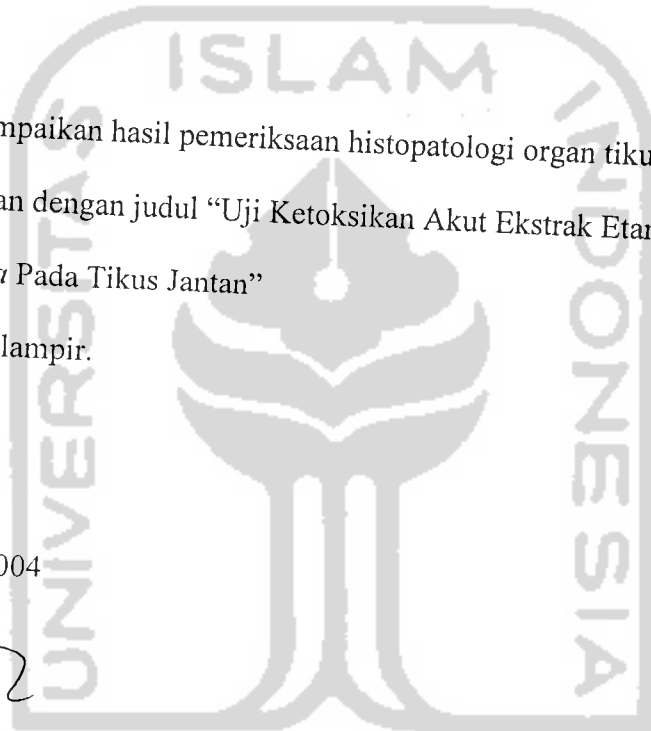 ISLAM
UNIVERSITAS
INDONESIA
mpaikan hasil pemeriksaan histopatologi organ tiku
an dengan judul “Uji Ketoksikan Akut Ekstrak Etan
Pada Tikus Jantan”
lampir.
004